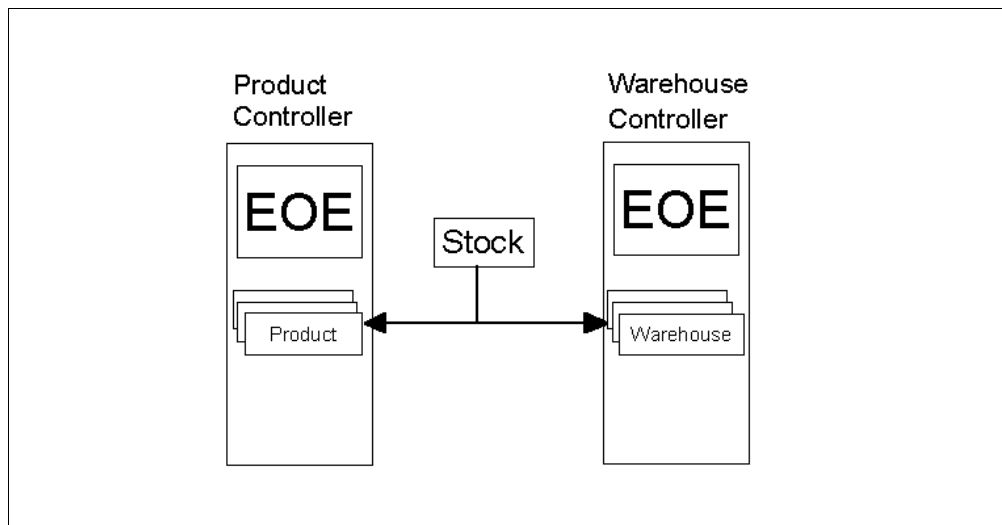 Product
Controller
Warehouse
Controller
EOE
EOE
Stock
Product
Warehouse